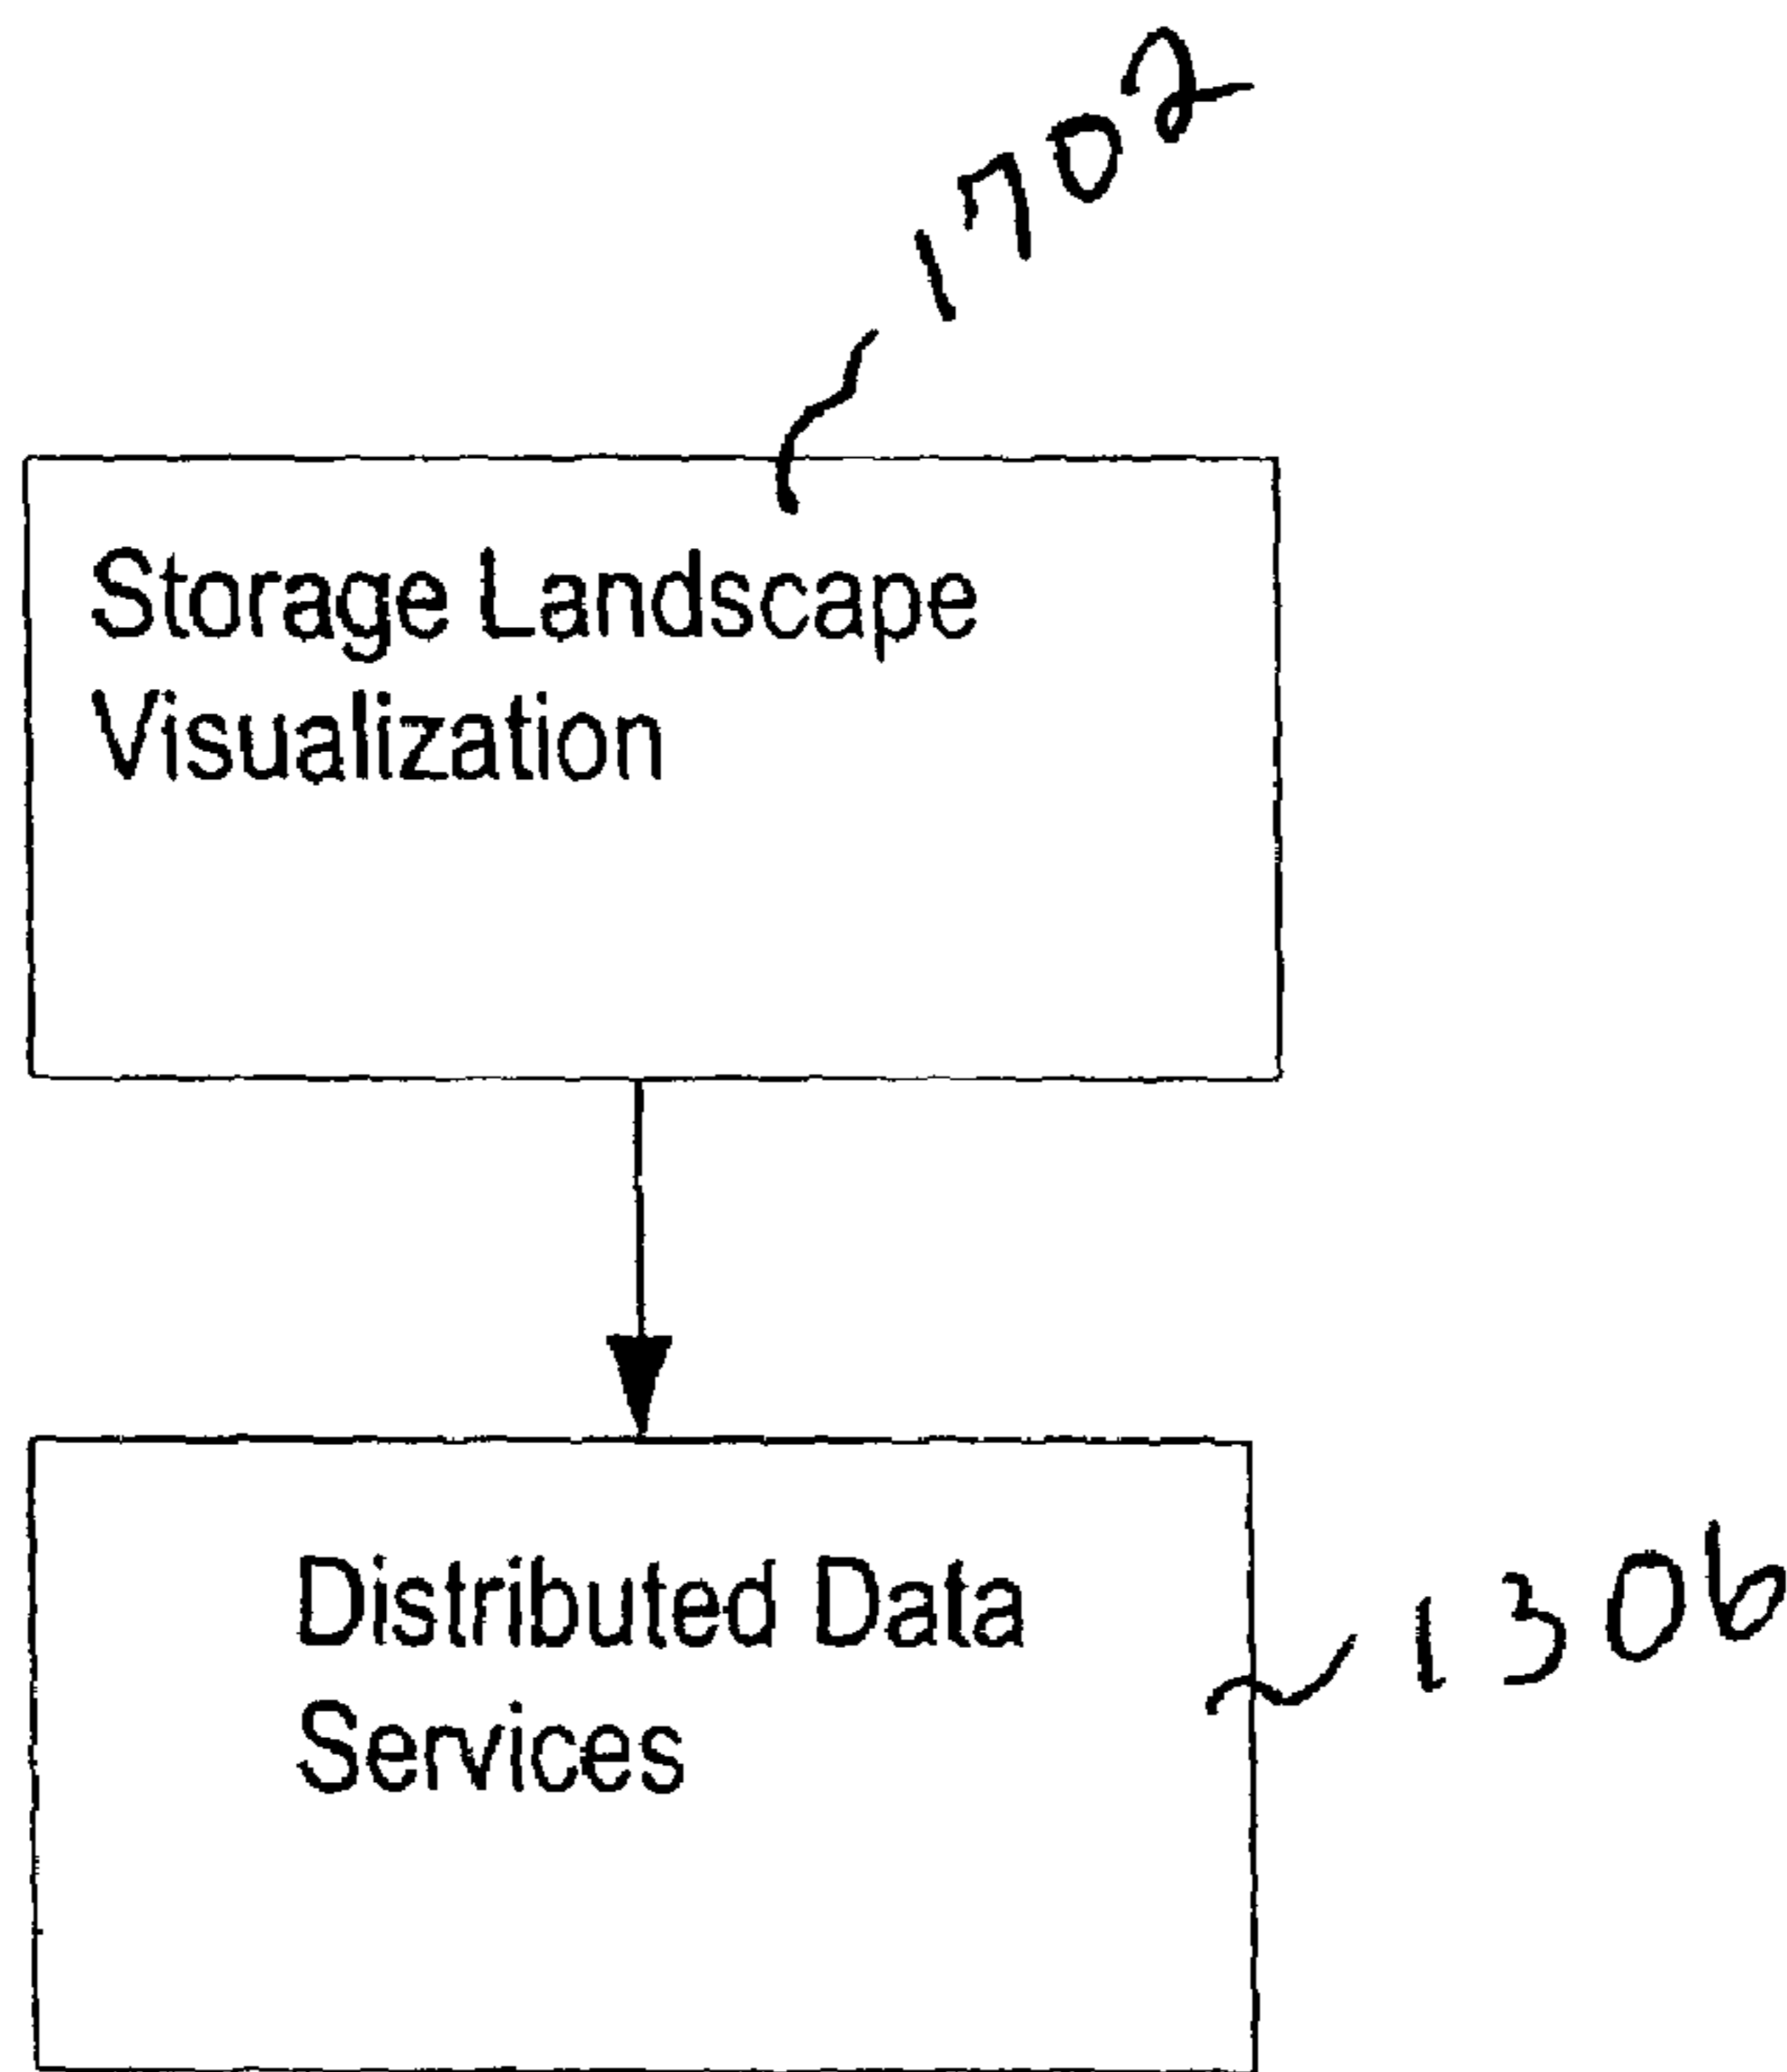 1702
Storage Landscape
Visualization
Distributed Data
Services
1306